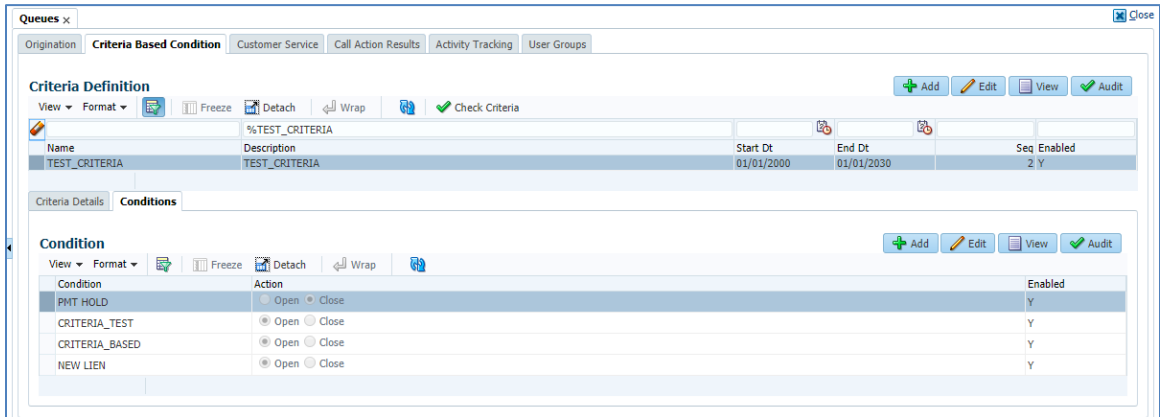 Queues × Close
Origination Criteria Based Condition Customer Service Call Action Results Activity Tracking User Groups
Criteria Definition Add Edit View Audit
View Format Freeze Detach Wrap Check Criteria
%TEST_CRITERIA
Name Description Start Dt End Dt Seq Enabled
TEST_CRITERIA TEST_CRITERIA 01/01/2000 01/01/2030 2 Y
Criteria Details Conditions
Condition Add Edit View Audit
View Format Freeze Detach Wrap
Condition Action Enabled
PMT HOLD Open Close Y
CRITERIA_TEST Open Close Y
CRITERIA_BASED Open Close Y
NEW LIEN Open Close Y